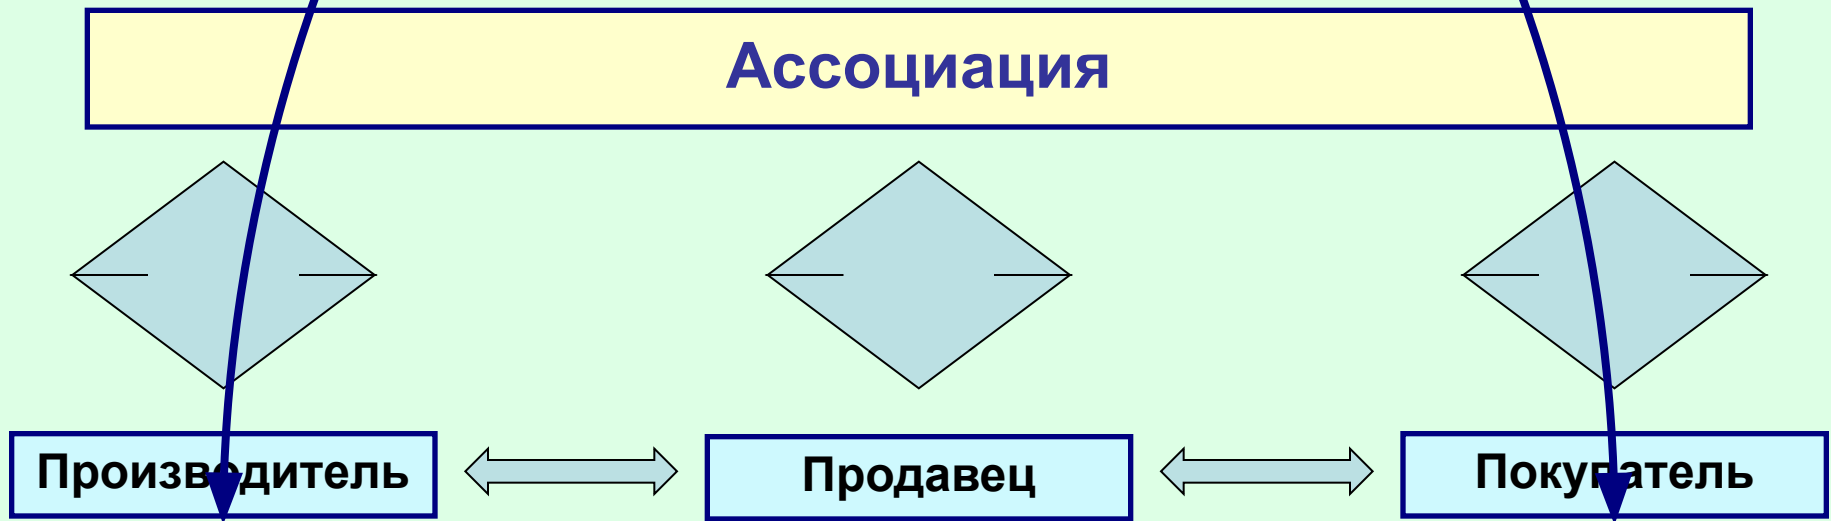 Ассоциация
Производитель
Продавец
Покупатель